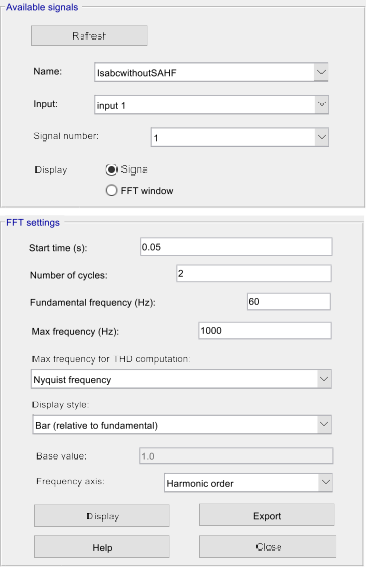 Available signals
Refresh
Name: IsabcwithoutSAHF
Input: input 1
Signal number: 1
Display Signa
FFT window
FFT settings
Start time (s): 0.05
Number of cycles: 2
Fundamental frequency (Hz): 60
Max frequency (Hz): 1000
Max frequency for THD computation:
Nyquist frequency
Display style:
Bar (relative to fundamental)
Base value: 1.0
Frequency axis: Harmonic order
Display Export
Help Close